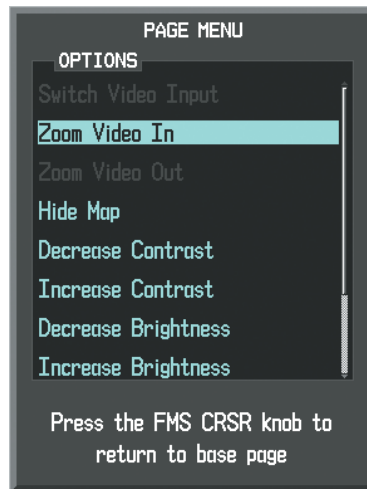 PAGE MENU
OPTIONS
Switch Video Input
Zoom Video In
Zoom Video Out
Hide Map
Decrease Contrast
Increase Contrast
Decrease Brightness
Increase Brightness
Press the FMS CRSR knob to
return to base page